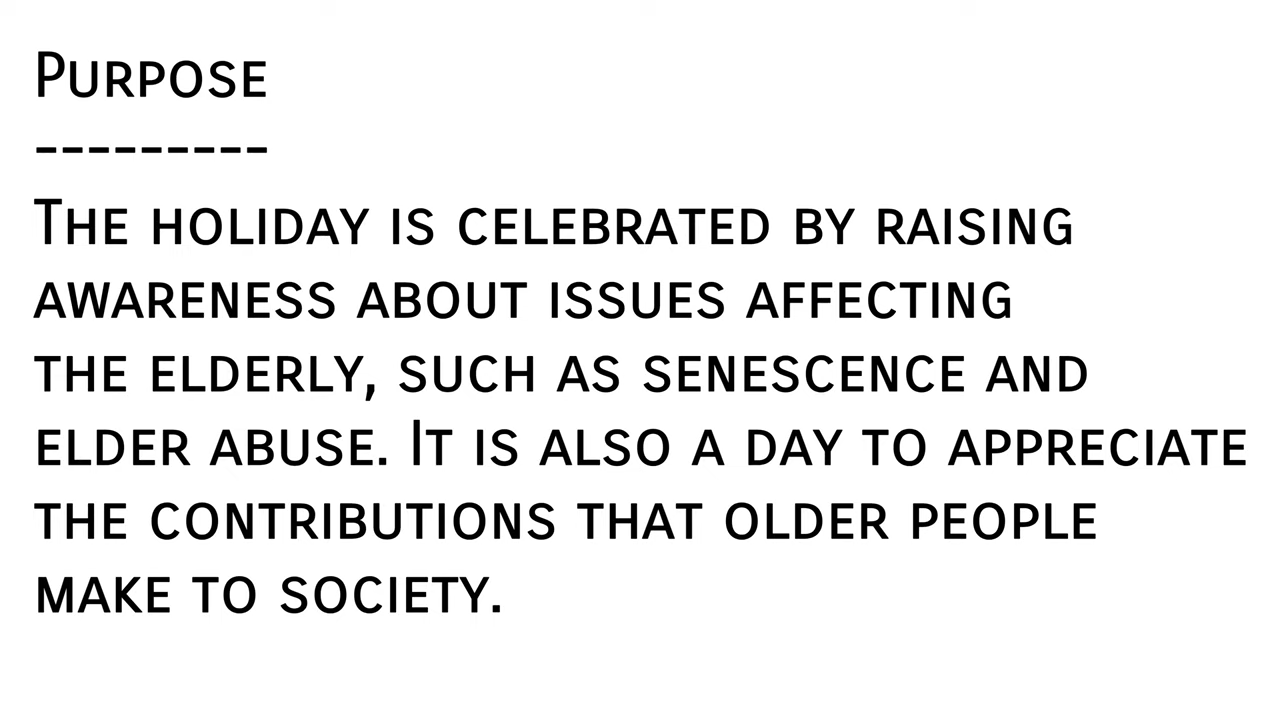 Purpose
---------
The holiday is celebrated by raising
awareness about issues affecting
the elderly, such as senescence and
elder abuse. It is also a day to appreciate
the contributions that older people
make to society.